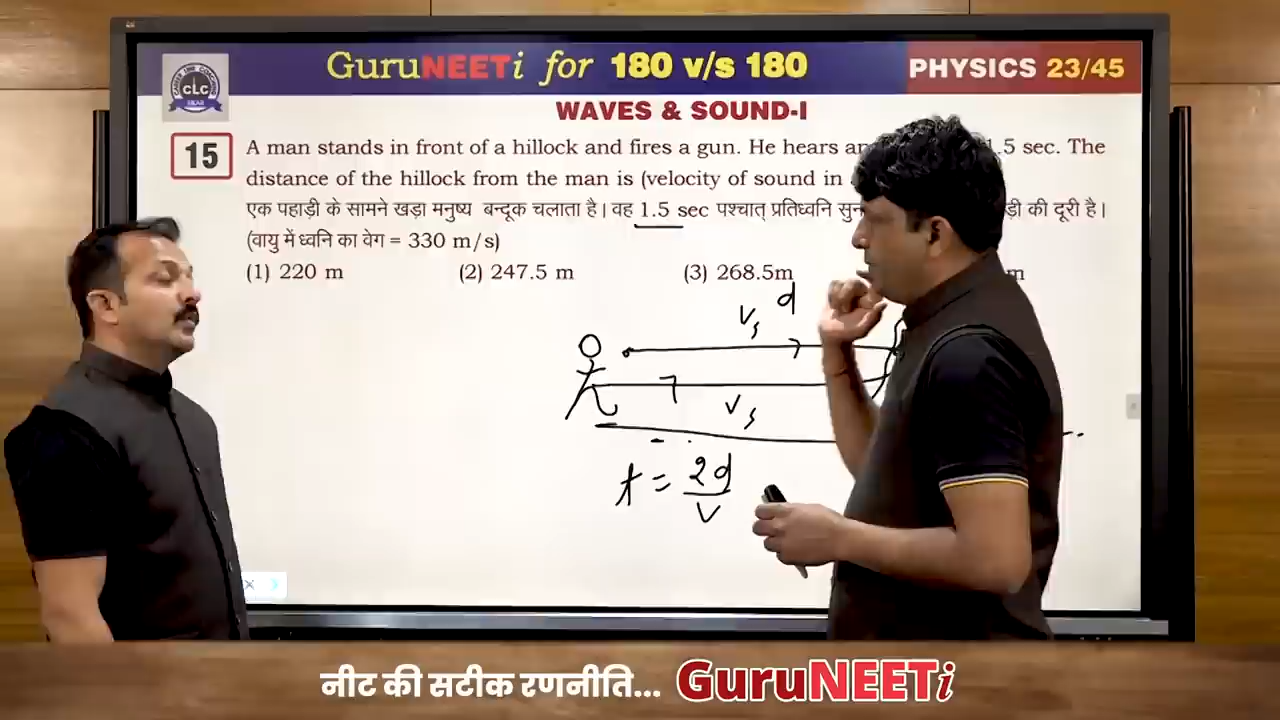 GuruNEETi for 180 v/s 180
PHYSICS 23/45
CLC
SIKAR
WAVES & SOUND-I
15
A man stands in front of a hillock and fires a gun. He hears an 1.5 sec. The
distance of the hillock from the man is (velocity of sound in
एक पहाड़ी के सामने खड़ा मनुष्य बन्दूक चलाता है। वह 1.5 sec पश्चात् प्रतिध्वनि की दूरी है।
(वायु में ध्वनि का वेग = 330 m/s)
(1) 220 m (2) 247.5 m (3) 268.5m m
d
Vs
Vs
t = 2d/v
नीट की सटीक रणनीति... GuruNEETi